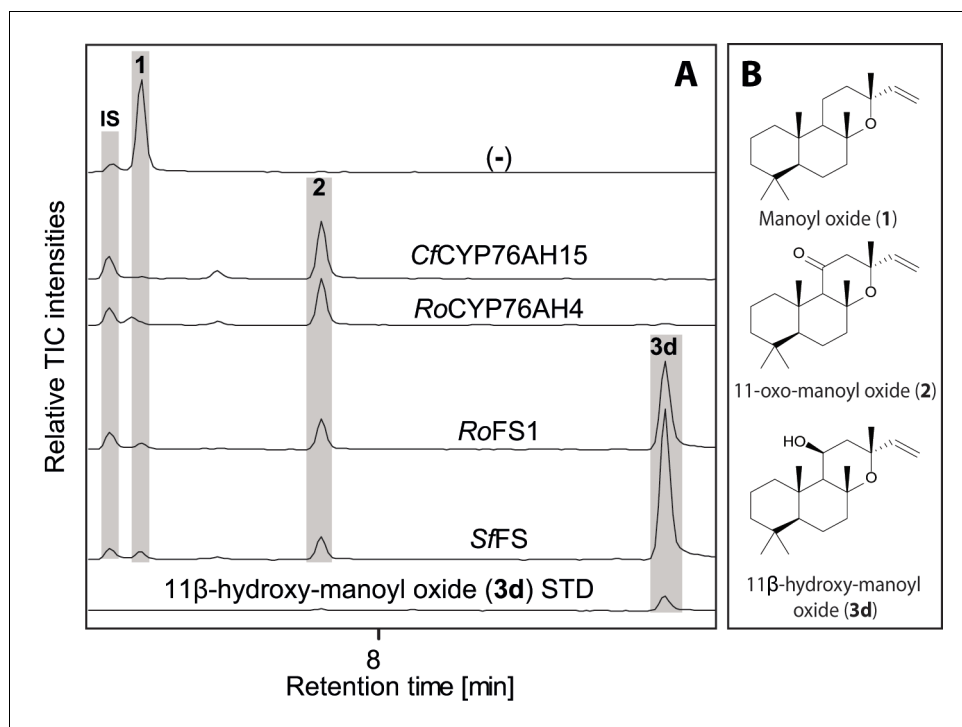 A
1
IS
(-)
2
CfCYP76AH15
RoCYP76AH4
3d
RoFS1
SfFS
11β-hydroxy-manoyl oxide (3d) STD
Relative TIC intensities
8
Retention time [min]
B
O
Manoyl oxide (1)
O
O
11-oxo-manoyl oxide (2)
HO
O
11β-hydroxy-manoyl
oxide (3d)